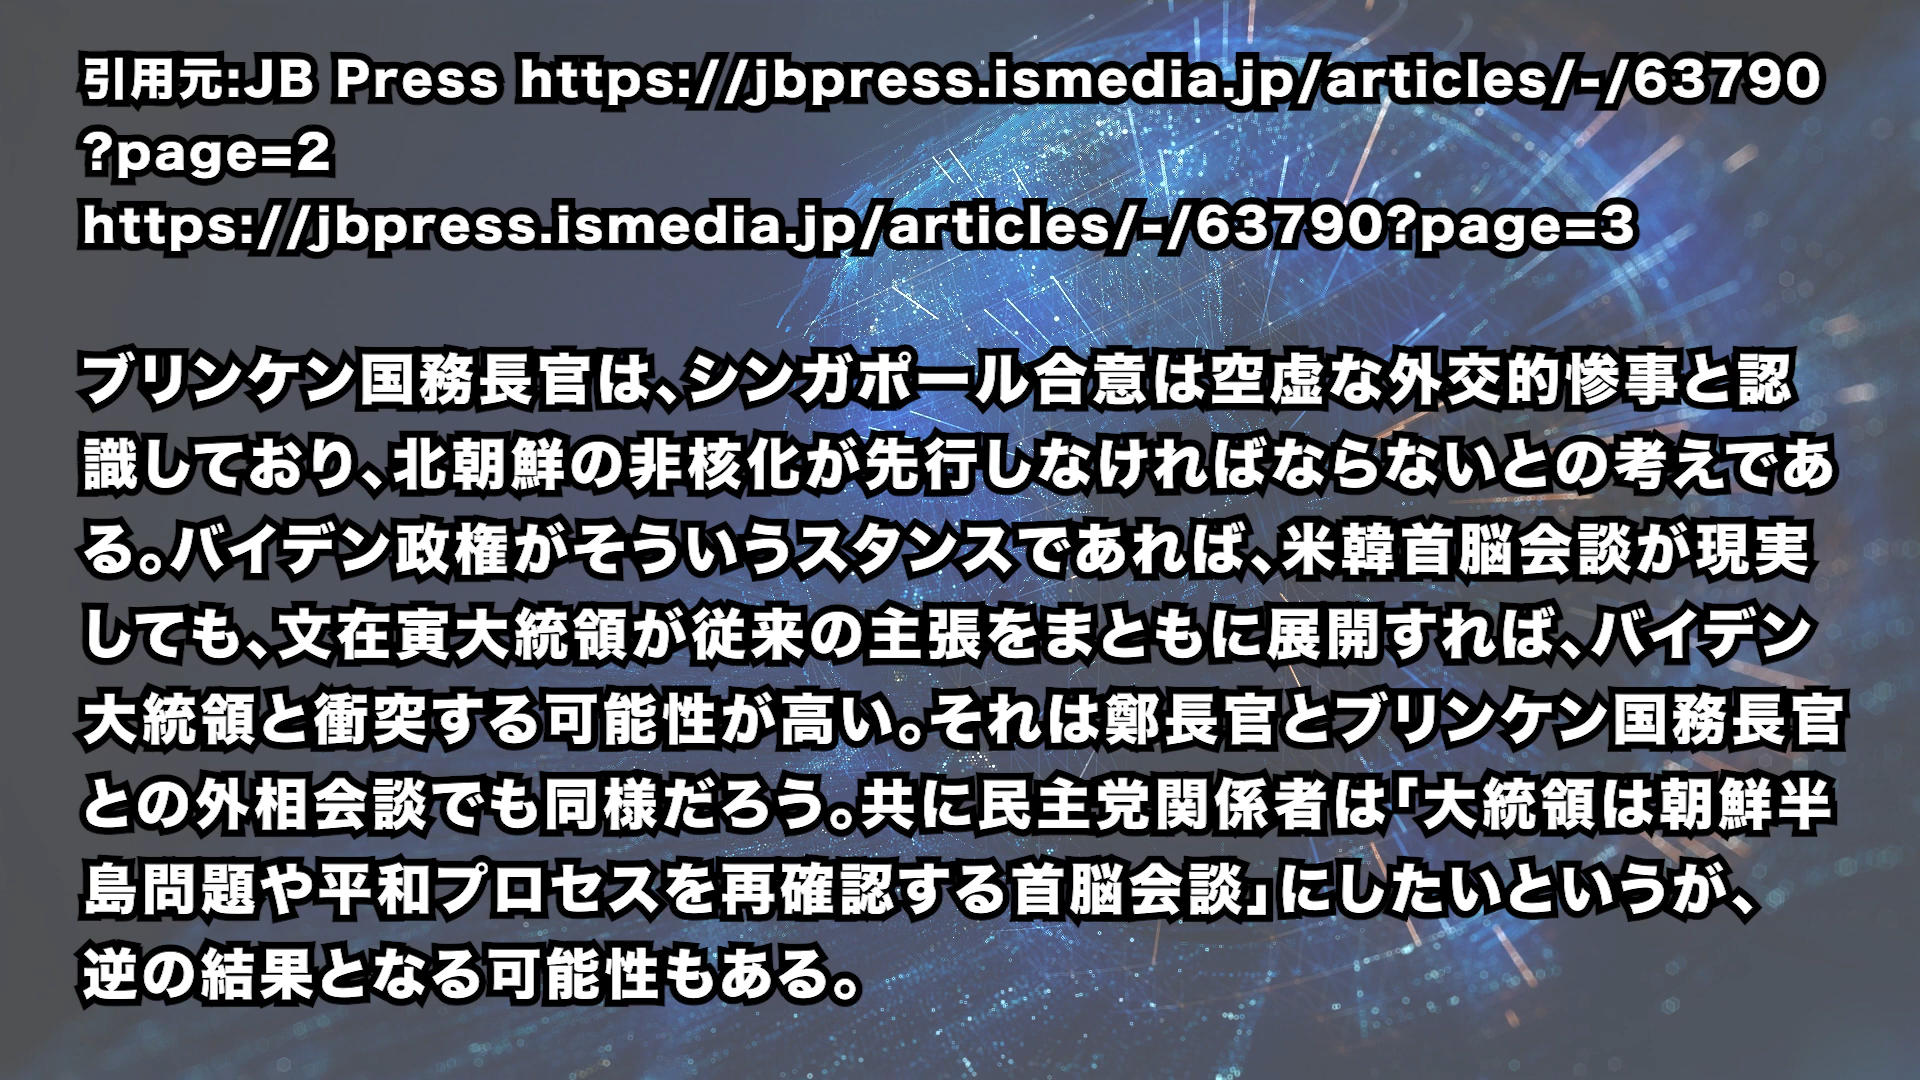 引用元:JB Press https://jbpress.ismedia.jp/articles/-/63790
?page=2
https://jbpress.ismedia.jp/articles/-/63790?page=3
ブリンケン国務長官は、シンガポール合意は空虚な外交的惨事と認
識しており、北朝鮮の非核化が先行しなければならないとの考えであ
る。バイデン政権がそういうスタンスであれば、米韓首脳会談が現実
しても、文在寅大統領が従来の主張をまともに展開すれば、バイデン
大統領と衝突する可能性が高い。それは鄭長官とブリンケン国務長官
との外相会談でも同様だろう。共に民主党関係者は「大統領は朝鮮半
島問題や平和プロセスを再確認する首脳会談」にしたいというが、
逆の結果となる可能性もある。